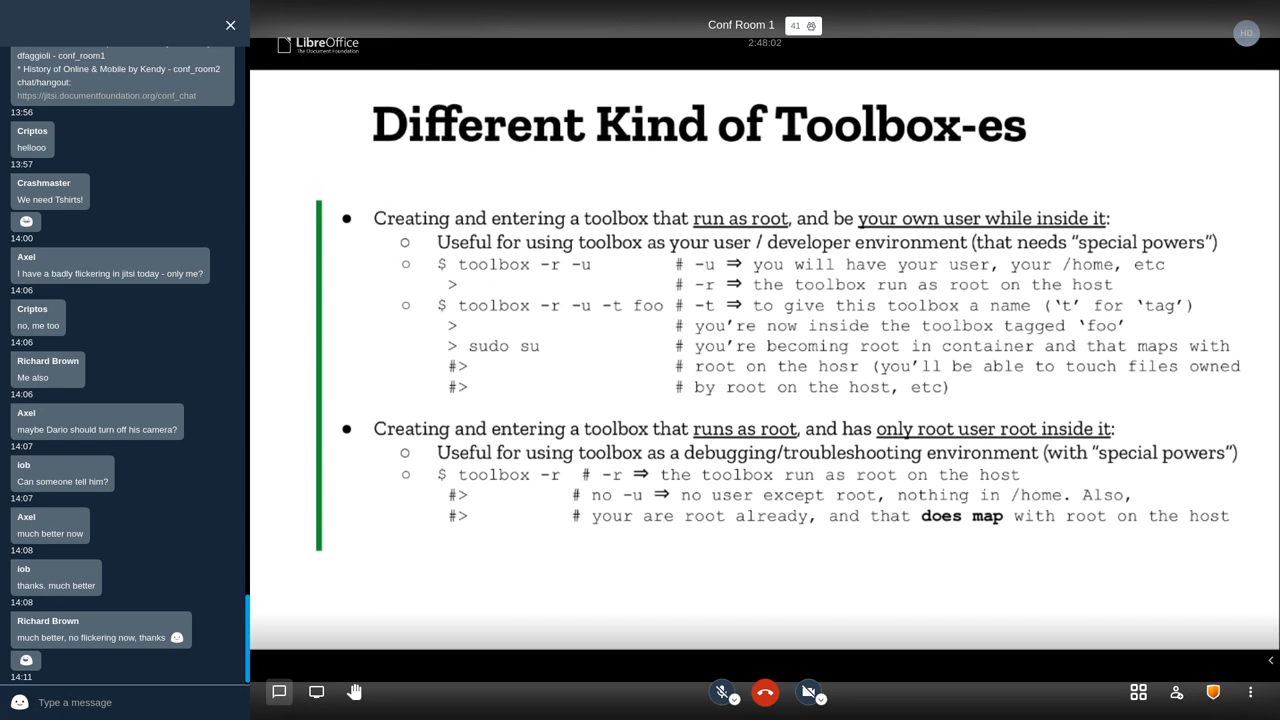 dfaggioli - conf_room1
* History of Online & Mobile by Kendy - conf_room2
chat/hangout:
https://jitsi.documentfoundation.org/conf_chat
13:56
Criptos
hellooo
13:57
Crashmaster
We need Tshirts!
14:00
Axel
I have a badly flickering in jitsi today - only me?
14:06
Criptos
no, me too
14:06
Richard Brown
Me also
14:06
Axel
maybe Dario should turn off his camera?
14:07
iob
Can someone tell him?
14:07
Axel
much better now
14:08
iob
thanks. much better
14:08
Richard Brown
much better, no flickering now, thanks
14:11
Type a message
Conf Room 1 41
2:48:02
HD
LibreOffice
The Document Foundation
Different Kind of Toolbox-es
● Creating and entering a toolbox that run as root, and be your own user while inside it:
○ Useful for using toolbox as your user / developer environment (that needs “special powers”)
○ $ toolbox -r -u # -u ⇒ you will have your user, your /home, etc
> # -r ⇒ the toolbox run as root on the host
○ $ toolbox -r -u -t foo # -t ⇒ to give this toolbox a name (‘t’ for ‘tag’)
> # you’re now inside the toolbox tagged ‘foo’
> sudo su # you’re becoming root in container and that maps with
#> # root on the hosr (you’ll be able to touch files owned
#> # by root on the host, etc)
● Creating and entering a toolbox that runs as root, and has only root user root inside it:
○ Useful for using toolbox as a debugging/troubleshooting environment (with “special powers”)
○ $ toolbox -r # -r ⇒ the toolbox run as root on the host
#> # no -u ⇒ no user except root, nothing in /home. Also,
#> # your are root already, and that does map with root on the host